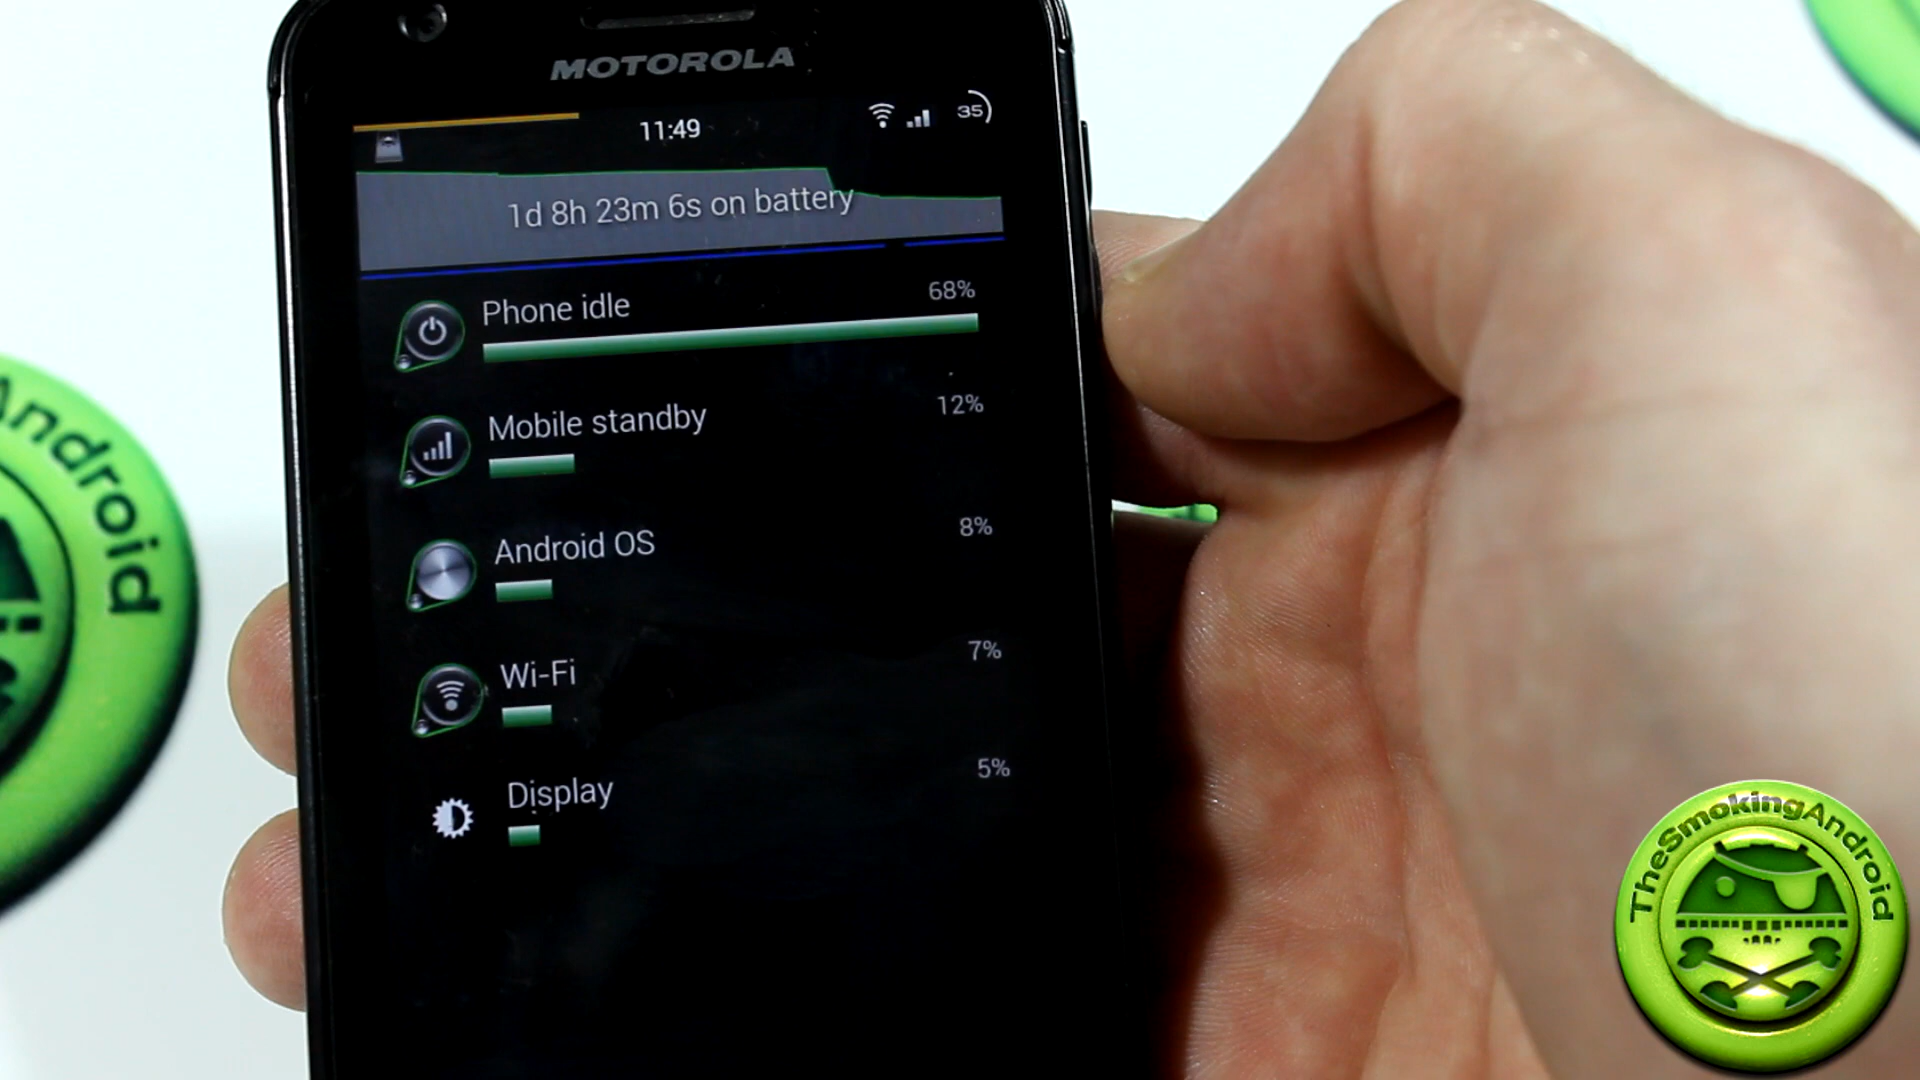 MOTOROLA
11:49
35
1d 8h 23m 6s on battery
Phone idle
68%
Mobile standby
12%
Android OS
8%
Wi-Fi
7%
Display
5%
Android
TheSmokingAndroid